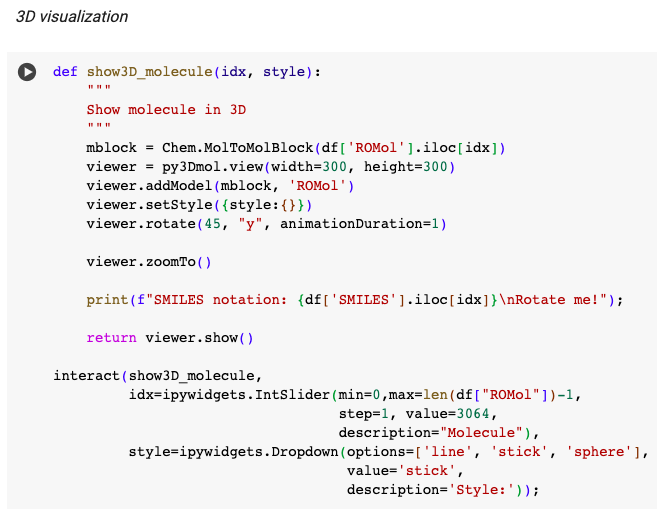 3D visualization
def show3D_molecule(idx, style):
    """
    Show molecule in 3D
    """
    mblock = Chem.MolToMolBlock(df['ROMol'].iloc[idx])
    viewer = py3Dmol.view(width=300, height=300)
    viewer.addModel(mblock, 'ROMol')
    viewer.setStyle({style:{}})
    viewer.rotate(45, "y", animationDuration=1)

    viewer.zoomTo()

    print(f"SMILES notation: {df['SMILES'].iloc[idx]}\nRotate me!");

    return viewer.show()

interact(show3D_molecule,
         idx=ipywidgets.IntSlider(min=0,max=len(df["ROMol"])-1,
                                  step=1, value=3064,
                                  description="Molecule"),
         style=ipywidgets.Dropdown(options=['line', 'stick', 'sphere'],
                                   value='stick',
                                   description='Style:'));